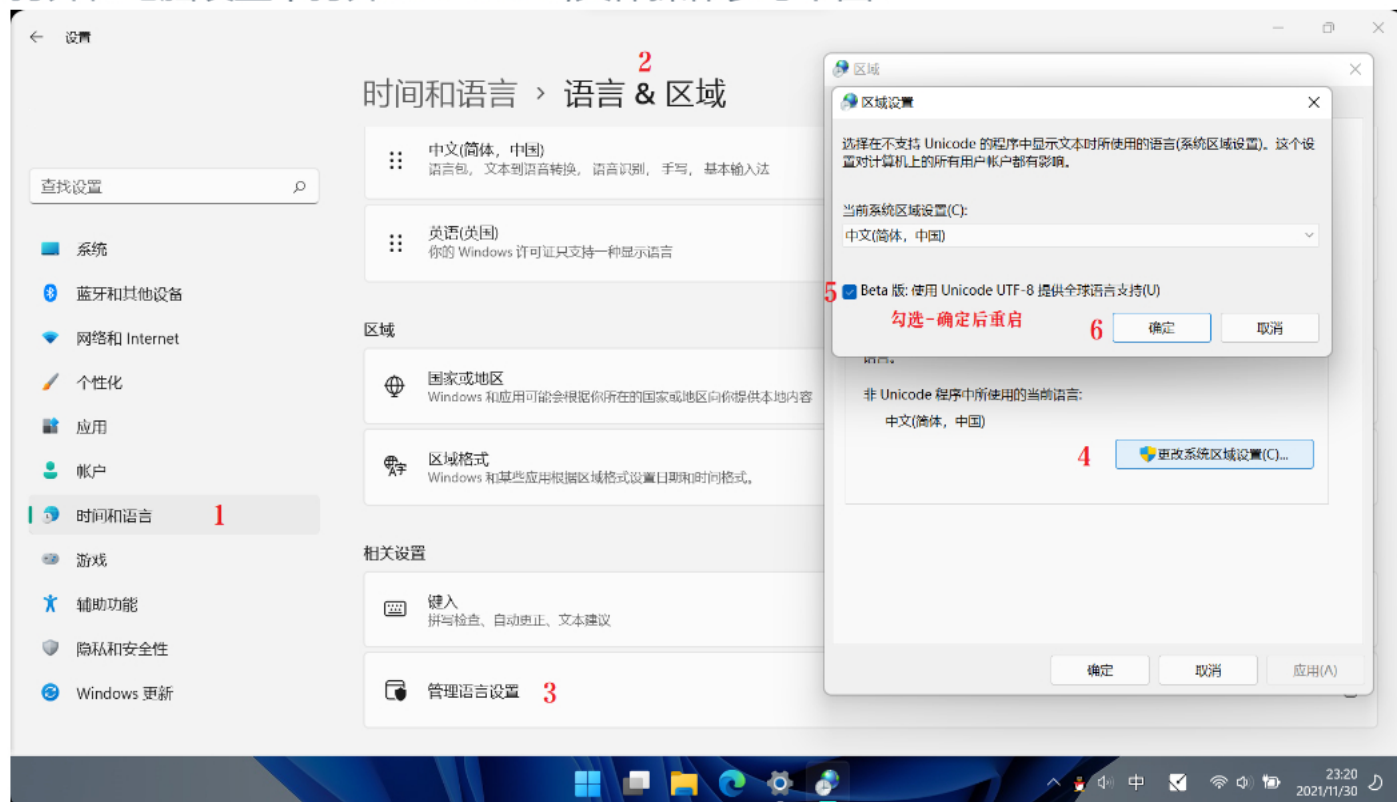 设置
2
时间和语言 › 语言 & 区域
查找设置
系统
蓝牙和其他设备
网络和 Internet
个性化
应用
帐户
时间和语言 1
游戏
辅助功能
隐私和安全性
Windows 更新
中文(简体，中国)
语言包，文本到语音转换，语音识别，手写，基本输入法
英语(英国)
你的 Windows 许可证只支持一种显示语言
区域
国家或地区
Windows 和应用可能会根据你所在的国家或地区向你提供本地内容
区域格式
Windows 和某些应用根据区域格式设置日期和时间格式。
相关设置
键入
拼写检查、自动更正、文本建议
管理语言设置 3
区域
区域设置
选择在不支持 Unicode 的程序中显示文本时所使用的语言(系统区域设置)。这个设
置对计算机上的所有用户帐户都有影响。
当前系统区域设置(C):
中文(简体，中国)
5 Beta 版: 使用 Unicode UTF-8 提供全球语言支持(U)
勾选-确定后重启 6 确定 取消
非 Unicode 程序中所使用的当前语言:
中文(简体，中国)
4 更改系统区域设置(C)...
确定 取消 应用(A)
中
23:20
2021/11/30